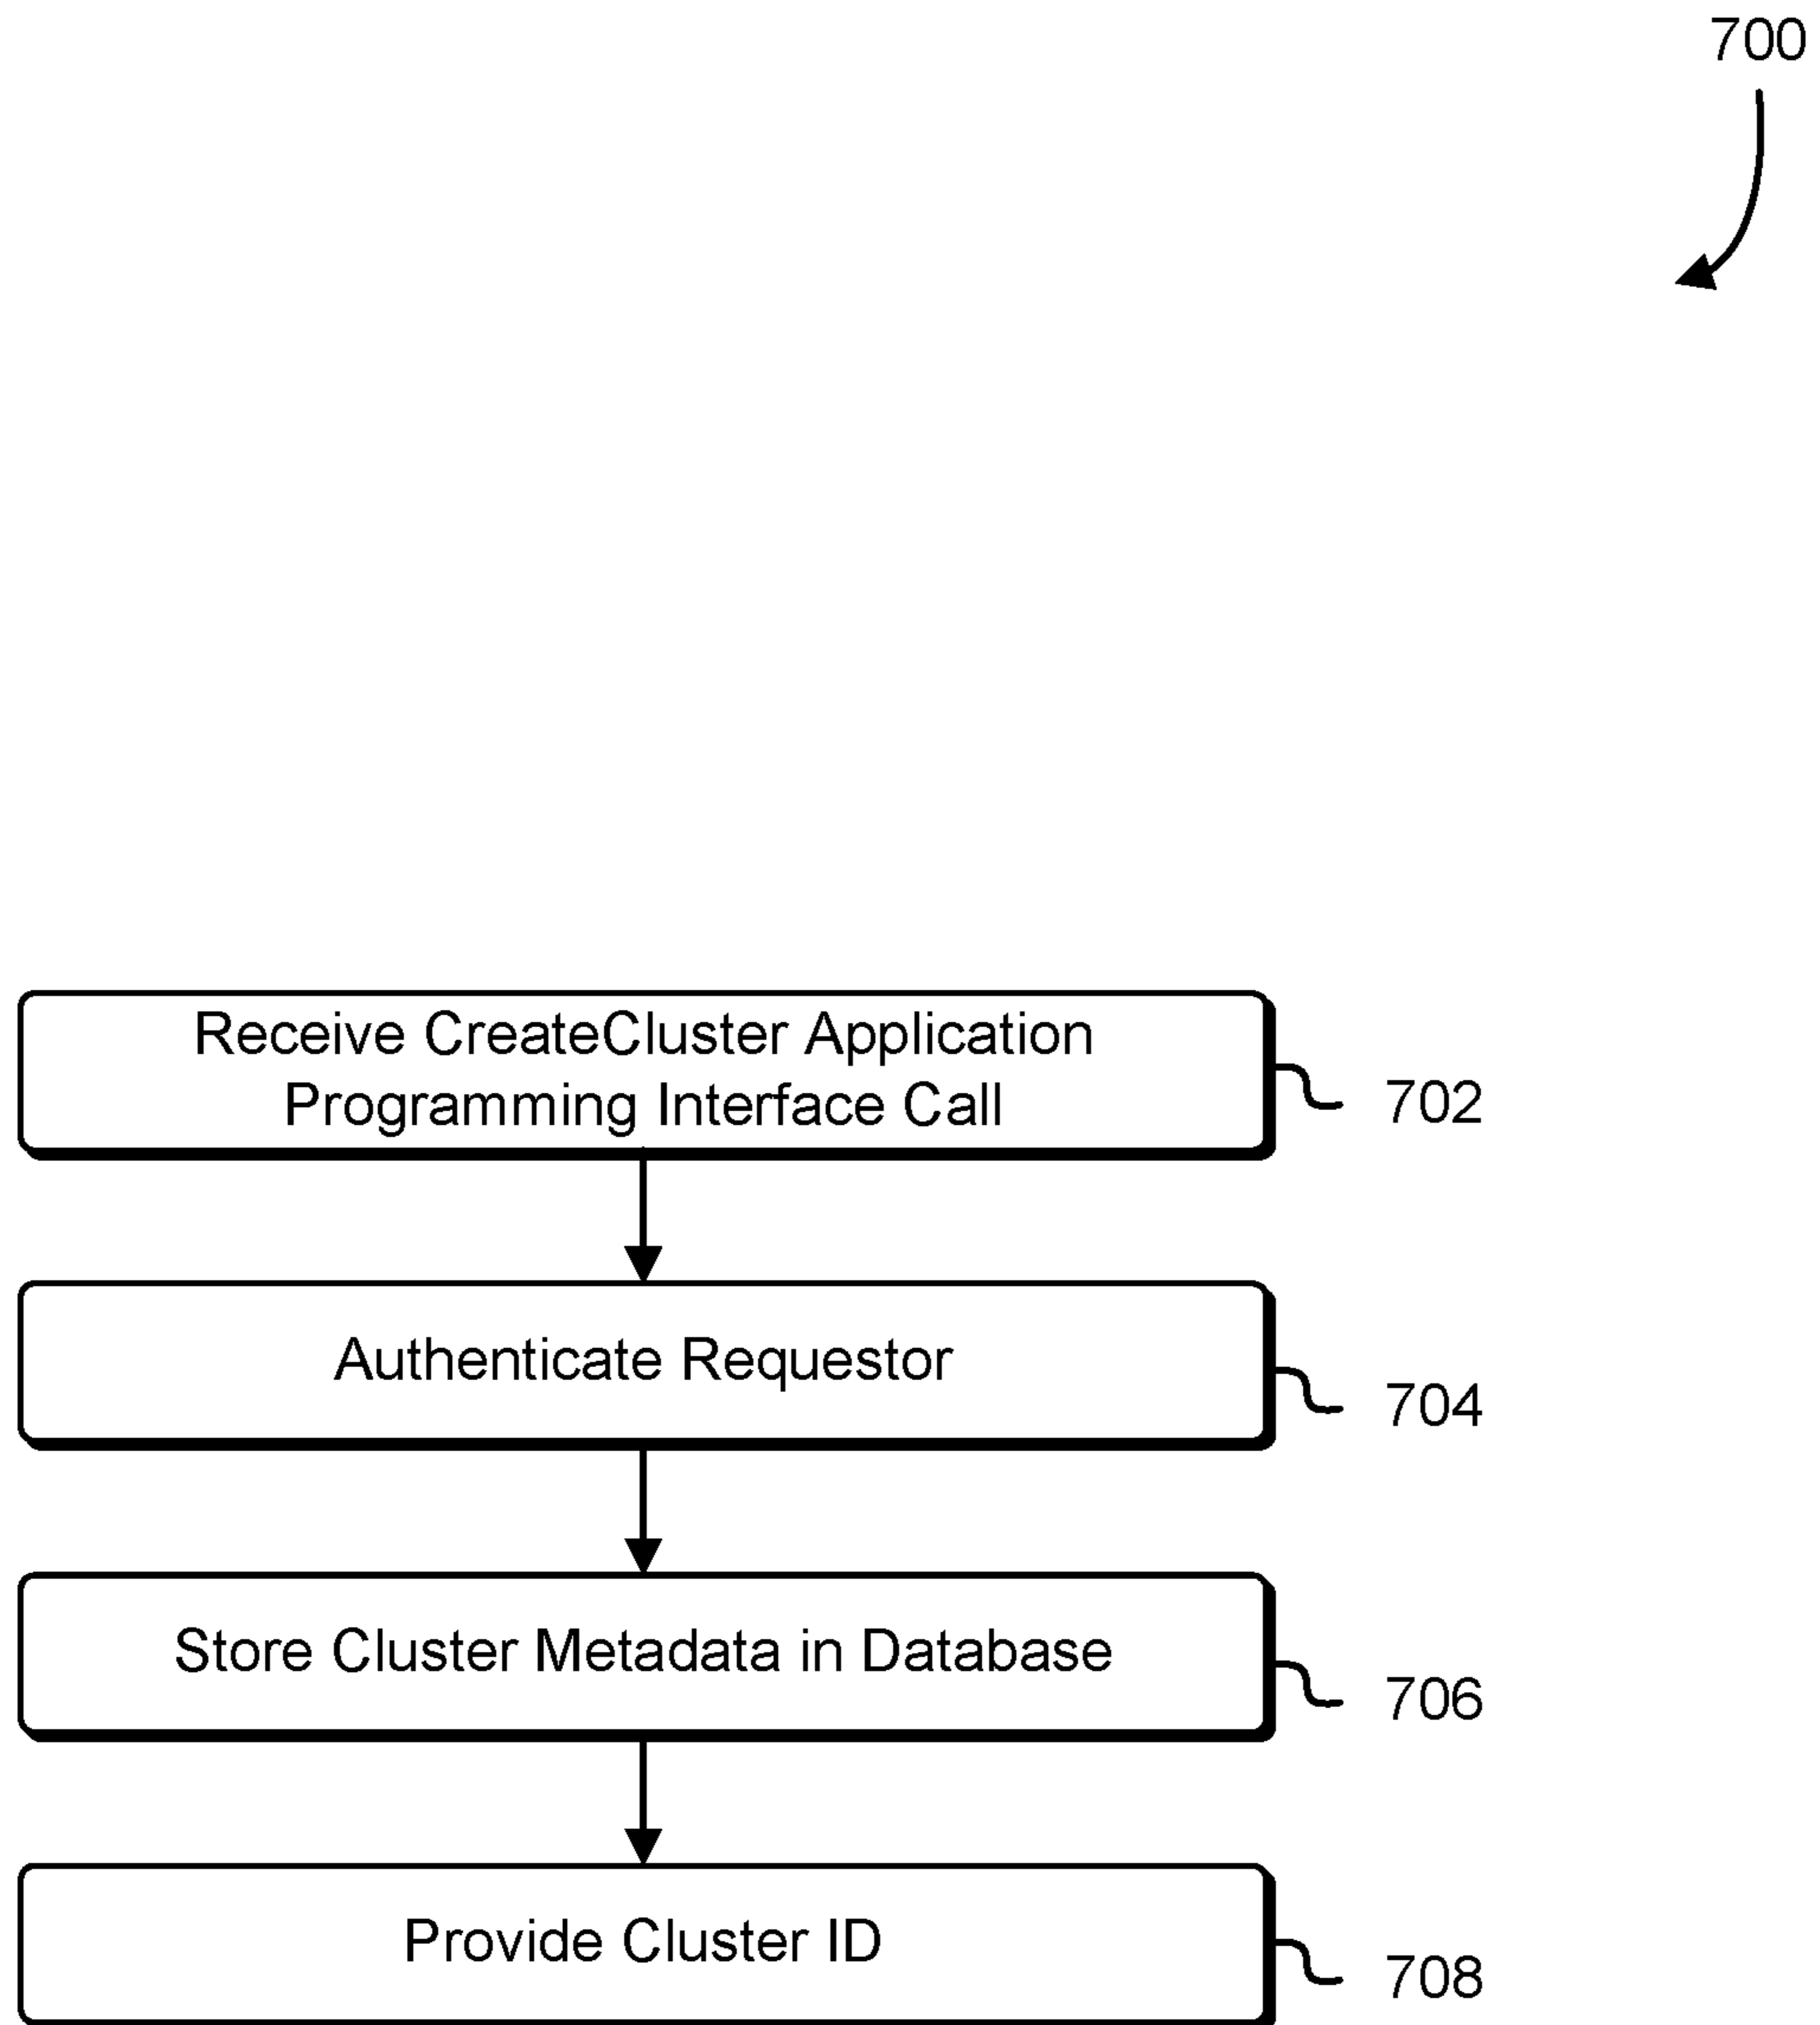 700
Receive CreateCluster Application
Programming Interface Call
702
Authenticate Requestor
704
Store Cluster Metadata in Database
706
Provide Cluster ID
708